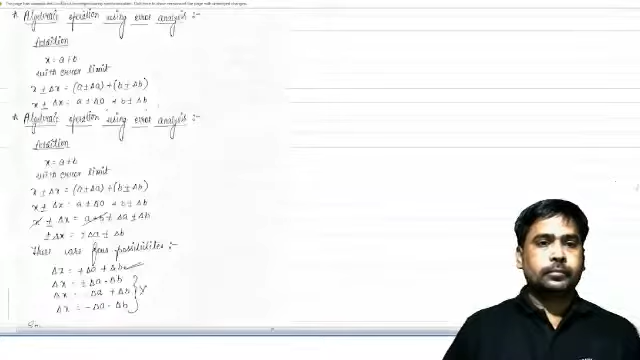 * Algebraic operation using error analysis :-
Addition
x = a + b
with error limit
x ± Δx = (a ± Δa) + (b ± Δb)
x ± Δx = a ± Δa + b ± Δb
* Algebraic operation using error analysis :-
Addition
x = a + b
with error limit
x ± Δx = (a ± Δa) + (b ± Δb)
x ± Δx = a ± Δa + b ± Δb
x ± Δx = a + b ± Δa ± Δb
± Δx = ± Δa ± Δb
There are four possibilities :-
Δx = + Δa + Δb ✓
Δx = + Δa - Δb
Δx = - Δa + Δb
Δx = - Δa - Δb